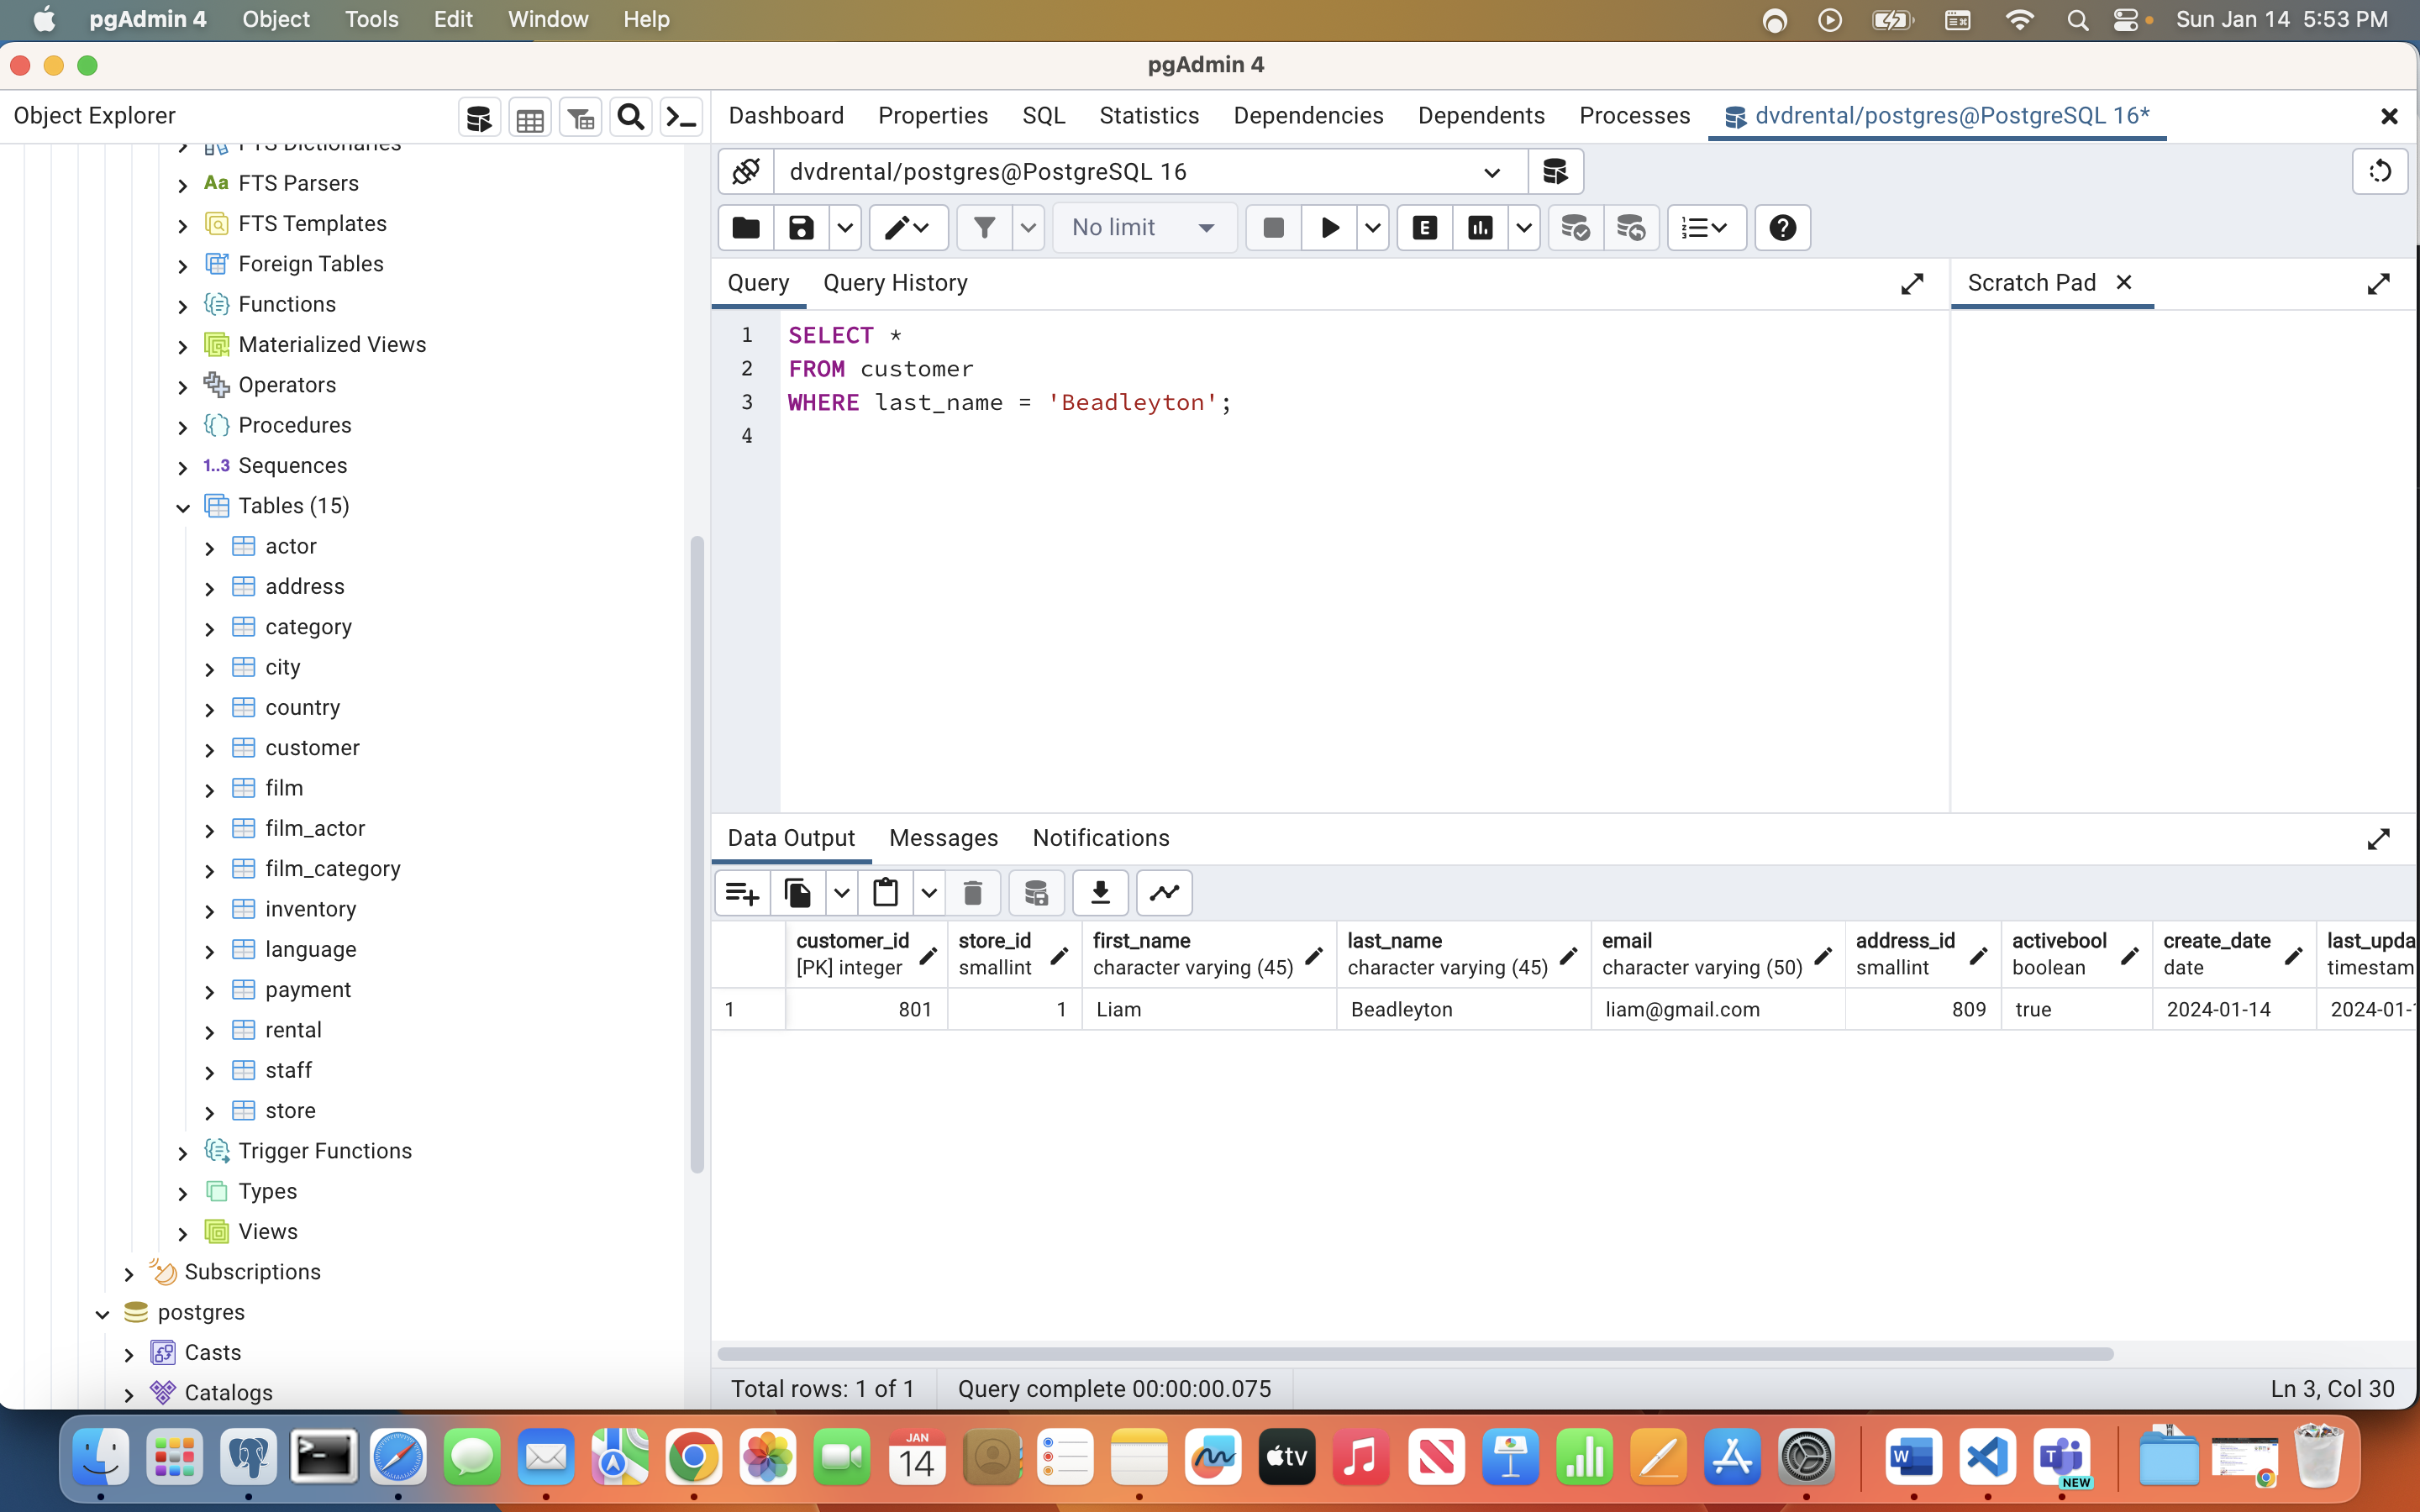 pgAdmin 4 Object Tools Edit Window Help Sun Jan 14 5:53 PM
pgAdmin 4
Object Explorer
Dashboard Properties SQL Statistics Dependencies Dependents Processes dvdrental/postgres@PostgreSQL 16*
FTS Dictionaries
Aa FTS Parsers
FTS Templates
Foreign Tables
Functions
Materialized Views
Operators
Procedures
1..3 Sequences
Tables (15)
actor
address
category
city
country
customer
film
film_actor
film_category
inventory
language
payment
rental
staff
store
Trigger Functions
Types
Views
Subscriptions
postgres
Casts
Catalogs
dvdrental/postgres@PostgreSQL 16
No limit E
Query Query History
Scratch Pad
1 SELECT *
2 FROM customer
3 WHERE last_name = 'Beadleyton';
4
Data Output Messages Notifications
customer_id store_id first_name last_name email address_id activebool create_date last_upda
[PK] integer smallint character varying (45) character varying (45) character varying (50) smallint boolean date timestam
1 801 1 Liam Beadleyton liam@gmail.com 809 true 2024-01-14 2024-01-
Total rows: 1 of 1 Query complete 00:00:00.075 Ln 3, Col 30
JAN
14
tv
W
T
NEW